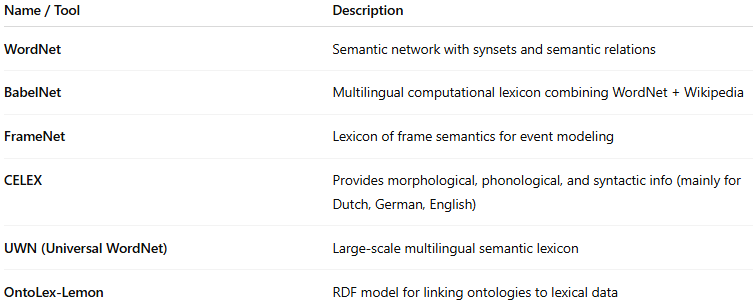 Name / Tool Description
WordNet Semantic network with synsets and semantic relations
BabelNet Multilingual computational lexicon combining WordNet + Wikipedia
FrameNet Lexicon of frame semantics for event modeling
CELEX Provides morphological, phonological, and syntactic info (mainly for
Dutch, German, English)
UWN (Universal WordNet) Large-scale multilingual semantic lexicon
OntoLex-Lemon RDF model for linking ontologies to lexical data